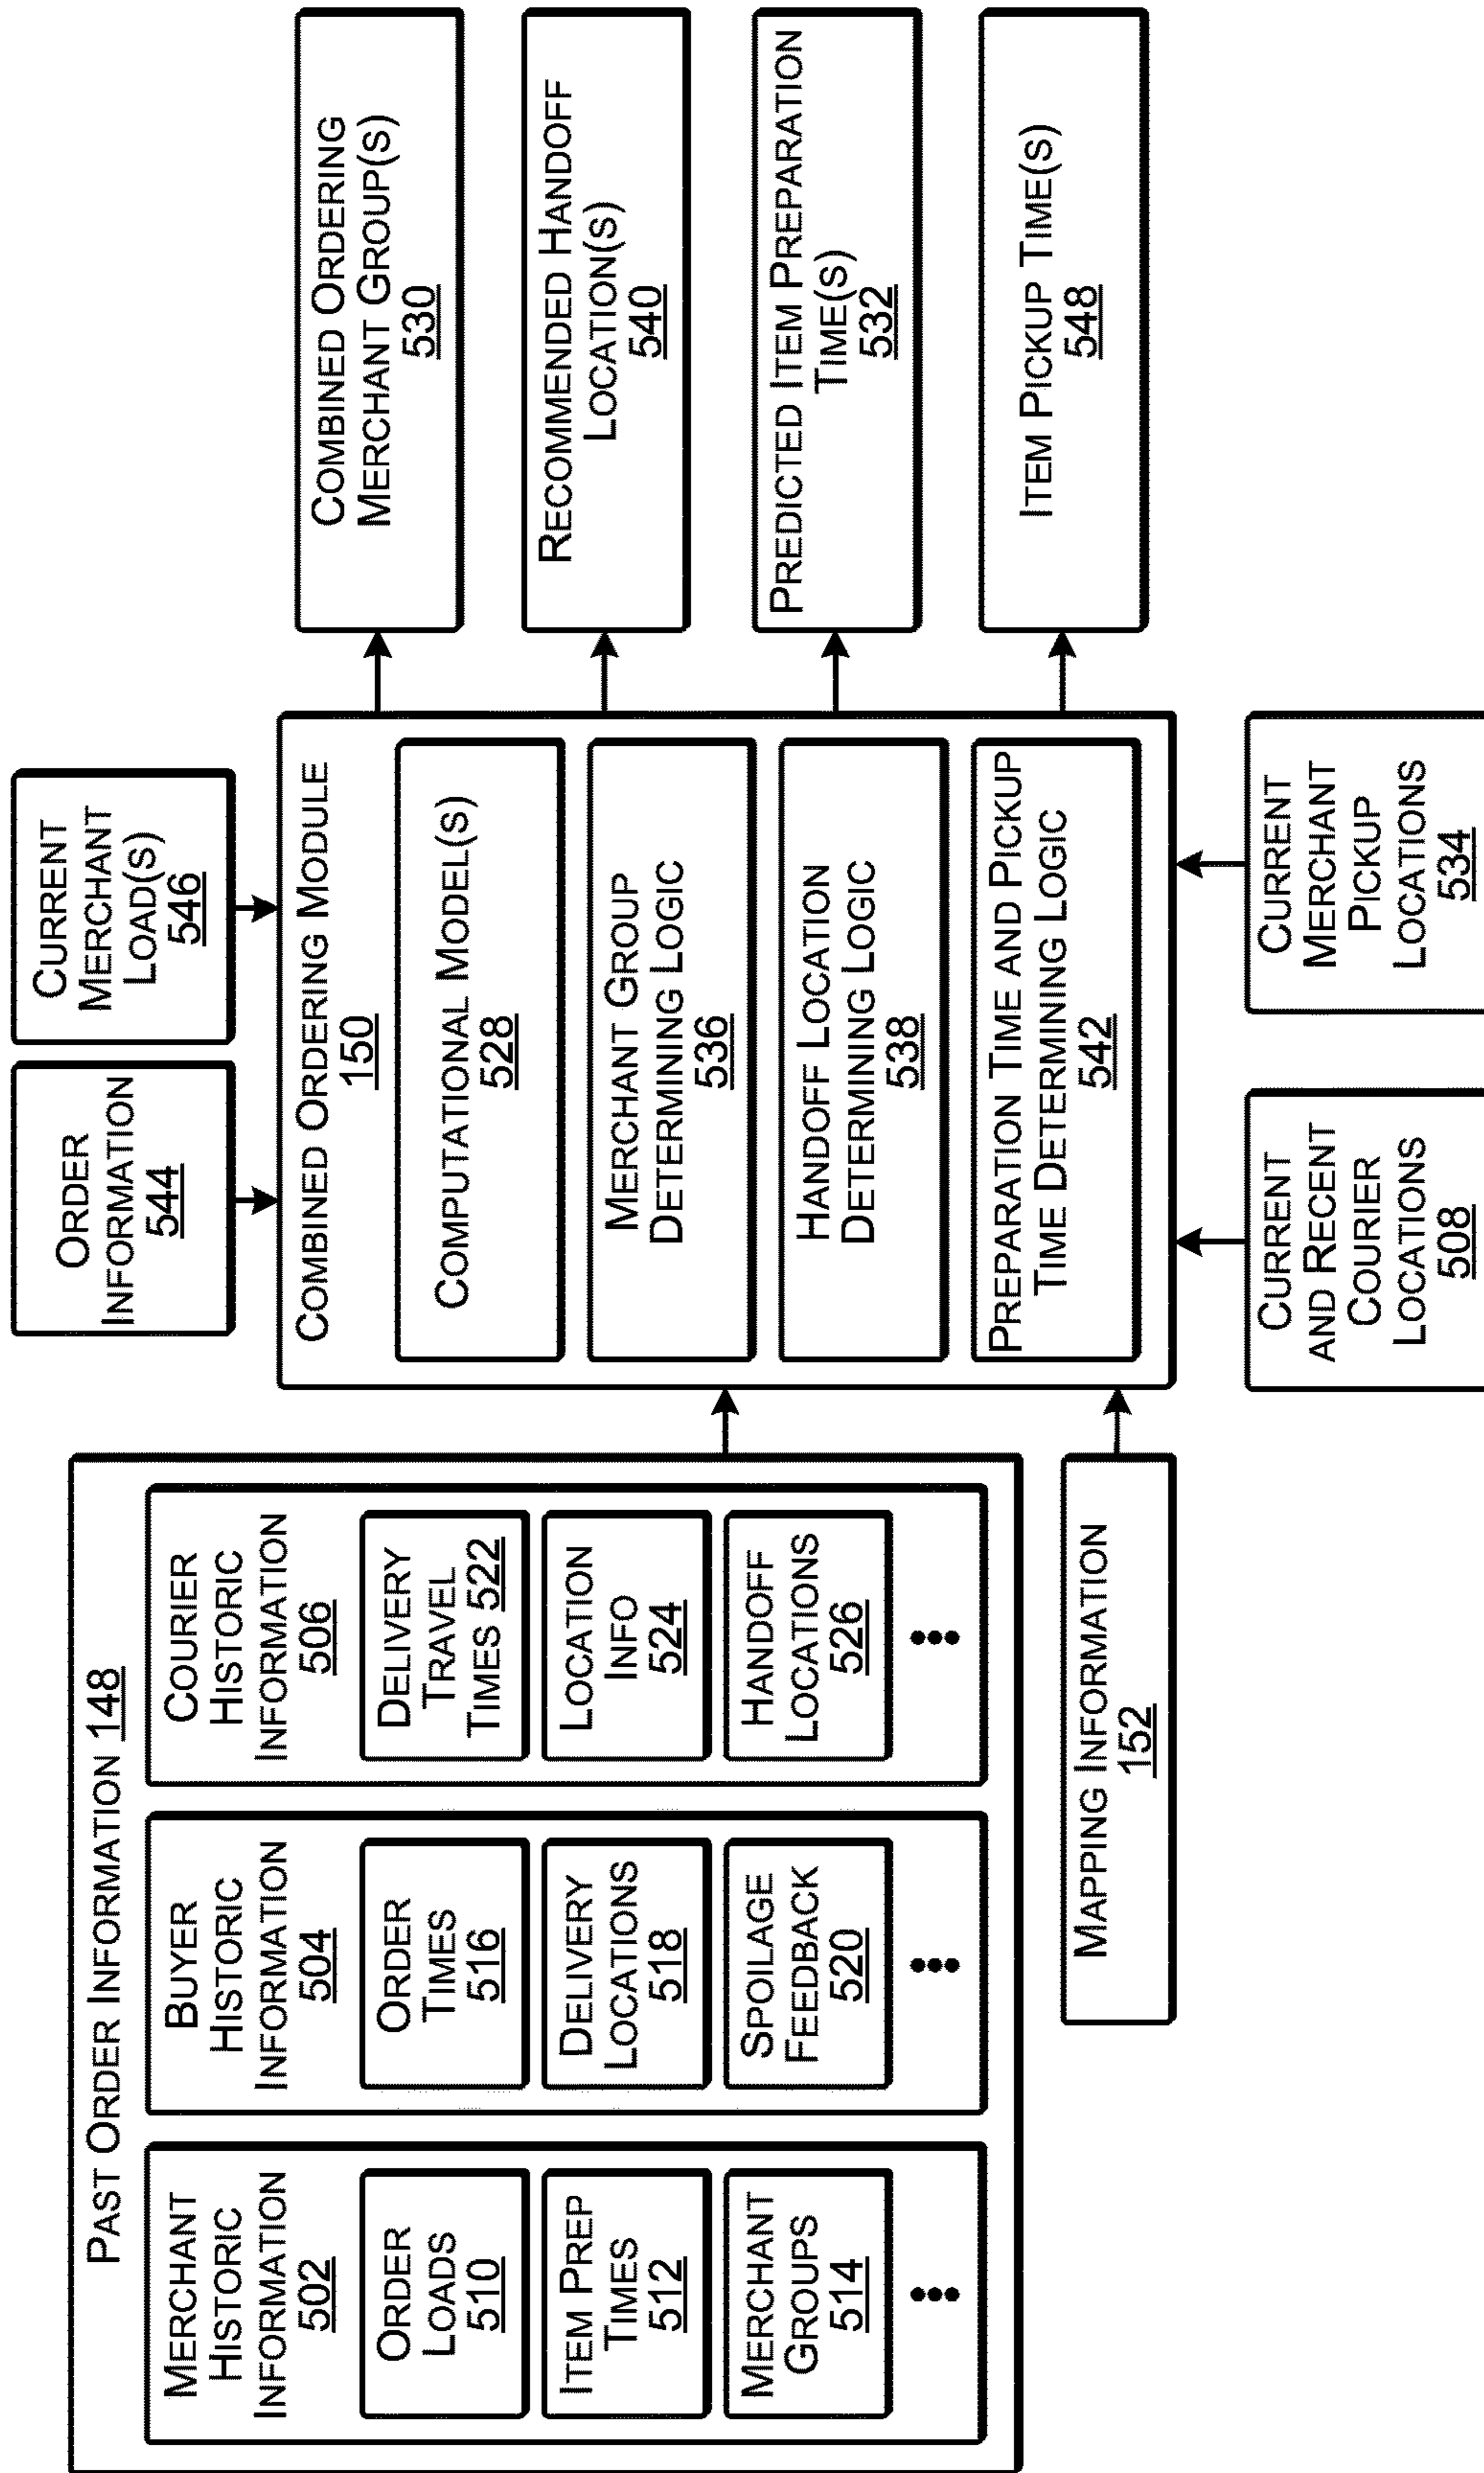 PAST ORDER INFORMATION 148
MERCHANT
HISTORIC
INFORMATION
502
ORDER
LOADS
510
ITEM PREP
TIMES
512
MERCHANT
GROUPS
514
BUYER
HISTORIC
INFORMATION
504
ORDER
TIMES
516
DELIVERY
LOCATIONS
518
SPOILAGE
FEEDBACK
520
COURIER
HISTORIC
INFORMATION
506
DELIVERY
TRAVEL
TIMES 522
LOCATION
INFO
524
HANDOFF
LOCATIONS
526
MAPPING INFORMATION
152
ORDER
INFORMATION
544
CURRENT
MERCHANT
LOAD(S)
546
COMBINED ORDERING MODULE
150
COMPUTATIONAL MODEL(S)
528
MERCHANT GROUP
DETERMINING LOGIC
536
HANDOFF LOCATION
DETERMINING LOGIC
538
PREPARATION TIME AND PICKUP
TIME DETERMINING LOGIC
542
CURRENT
AND RECENT
COURIER
LOCATIONS
508
CURRENT
MERCHANT
PICKUP
LOCATIONS
534
COMBINED ORDERING
MERCHANT GROUP(S)
530
RECOMMENDED HANDOFF
LOCATION(S)
540
PREDICTED ITEM PREPARATION
TIME(S)
532
ITEM PICKUP TIME(S)
548